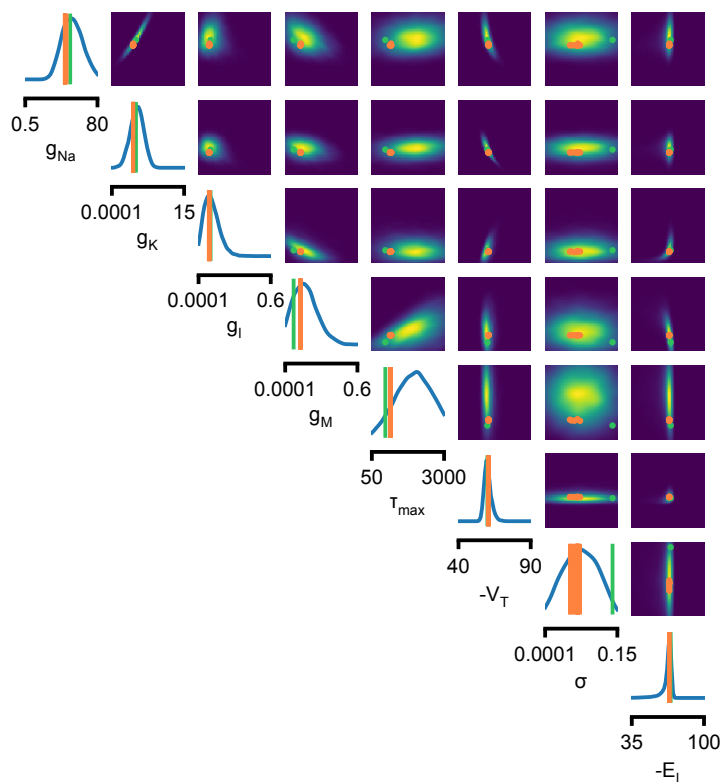 0.5 80
g_Na
0.0001 15
g_K
0.0001 0.6
g_l
0.0001 0.6
g_M
50 3000
τ_max
40 90
-V_T
0.0001 0.15
σ
35 100
-E_l